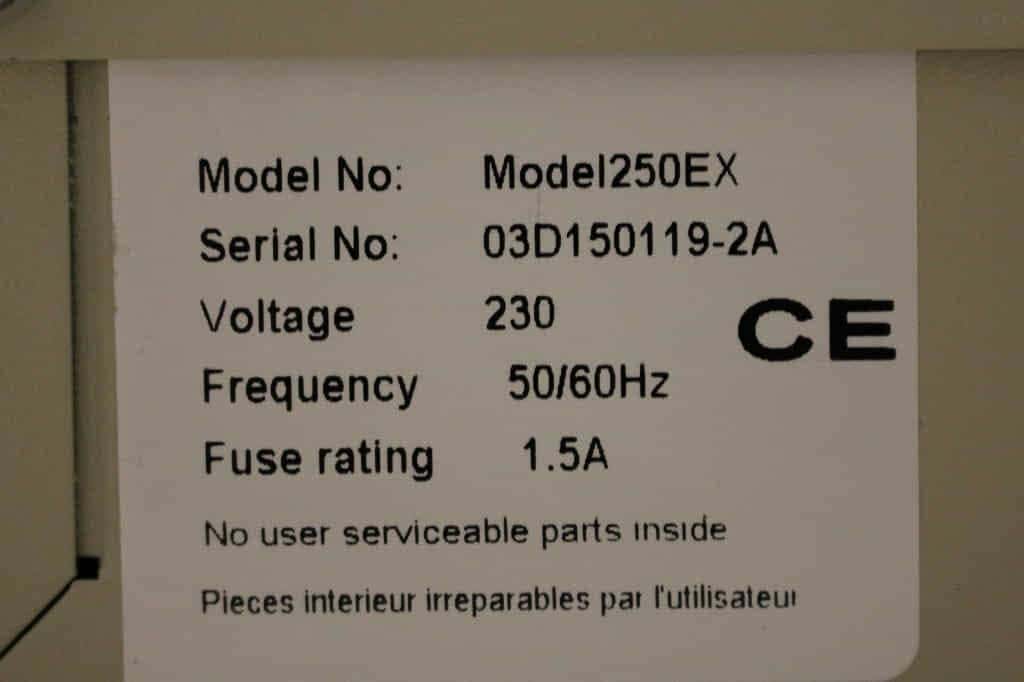 Model No: Model250EX
Serial No: 03D150119-2A
Voltage 230
CE
Frequency 50/60Hz
Fuse rating 1.5A
No user serviceable parts inside
Pieces interieur irreparables par l'utilisateur